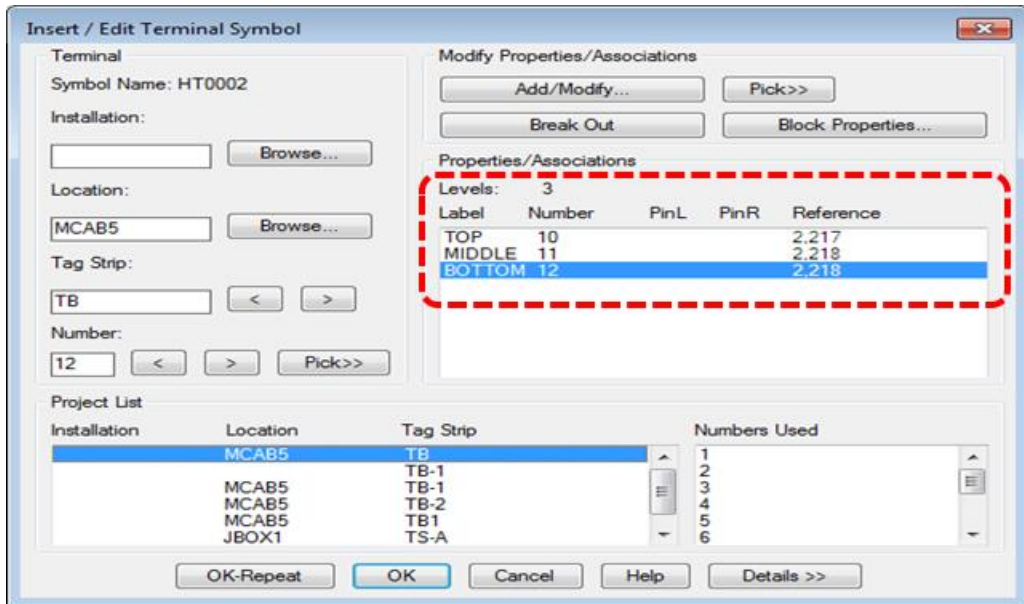 Insert / Edit Terminal Symbol
Terminal
Symbol Name: HT0002
Installation:
Browse...
Location:
MCAB5
Browse...
Tag Strip:
TB
< >
Number:
12
< >
Pick>>
Modify Properties/Associations
Add/Modify...
Pick>>
Break Out
Block Properties...
Properties/Associations
Levels: 3
Label Number PinL PinR Reference
TOP 10 2,217
MIDDLE 11 2,218
BOTTOM 12 2,218
Project List
Installation Location Tag Strip
MCAB5 TB
TB-1
MCAB5 TB-1
MCAB5 TB-2
MCAB5 TB1
JBOX1 TS-A
Numbers Used
1
2
3
4
5
6
OK-Repeat OK Cancel Help Details >>